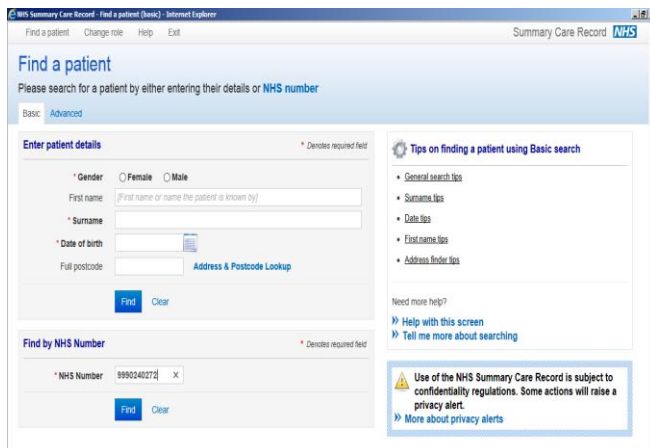 NHS Summary Care Record - Find a patient (basic) - Internet Explorer
Find a patient Change role Help Exit Summary Care Record NHS
Find a patient
Please search for a patient by either entering their details or NHS number
Basic Advanced
Enter patient details * Denotes required field
* Gender Female Male
First name [First name or name the patient is known by]
* Surname
* Date of birth
Full postcode Address & Postcode Lookup
Find Clear
Find by NHS Number * Denotes required field
* NHS Number 9990240272 X
Find Clear
Tips on finding a patient using Basic search
• General search tips
• Surname tips
• Date tips
• First name tips
• Address finder tips
Need more help?
» Help with this screen
» Tell me more about searching
Use of the NHS Summary Care Record is subject to
confidentiality regulations. Some actions will raise a
privacy alert.
» More about privacy alerts